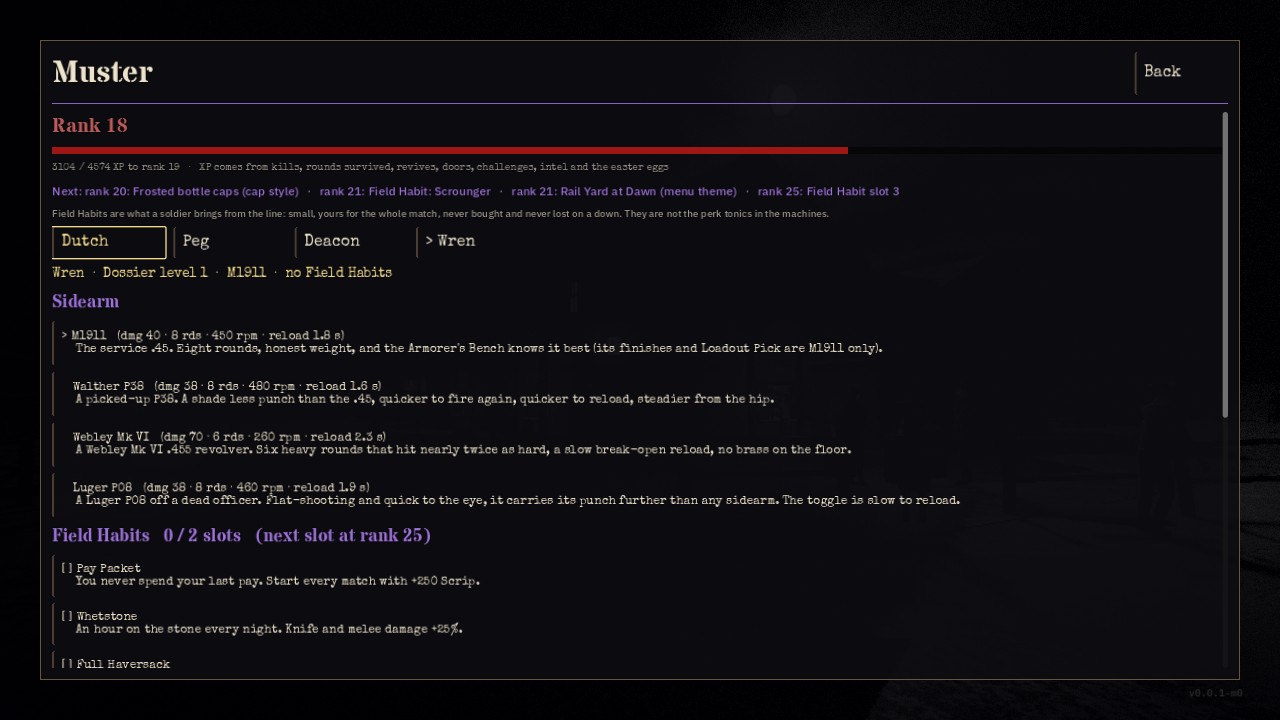 Muster
Back
Rank 18
3104 / 4574 XP to rank 19 · XP comes from kills, rounds survived, revives, doors, challenges, intel and the easter eggs
Next: rank 20: Frosted bottle caps (cap style) · rank 21: Field Habit: Scrounger · rank 21: Rail Yard at Dawn (menu theme) · rank 25: Field Habit slot 3
Field Habits are what a soldier brings from the line: small, yours for the whole match, never bought and never lost on a down. They are not the perk tonics in the machines.
Dutch Peg Deacon > Wren
Wren · Dossier level 1 · M1911 · no Field Habits
Sidearm
> M1911 (dmg 40 · 8 rds · 450 rpm · reload 1.8 s)
The service .45. Eight rounds, honest weight, and the Armorer's Bench knows it best (its finishes and Loadout Pick are M1911 only).
Walther P38 (dmg 38 · 8 rds · 480 rpm · reload 1.6 s)
A picked-up P38. A shade less punch than the .45, quicker to fire again, quicker to reload, steadier from the hip.
Webley Mk VI (dmg 70 · 6 rds · 260 rpm · reload 2.3 s)
A Webley Mk VI .455 revolver. Six heavy rounds that hit nearly twice as hard, a slow break-open reload, no brass on the floor.
Luger P08 (dmg 38 · 8 rds · 460 rpm · reload 1.9 s)
A Luger P08 off a dead officer. Flat-shooting and quick to the eye, it carries its punch further than any sidearm. The toggle is slow to reload.
Field Habits 0 / 2 slots (next slot at rank 25)
[ ] Pay Packet
You never spend your last pay. Start every match with +250 Scrip.
[ ] Whetstone
An hour on the stone every night. Knife and melee damage +25%.
[ ] Full Haversack
v0.0.1-m0